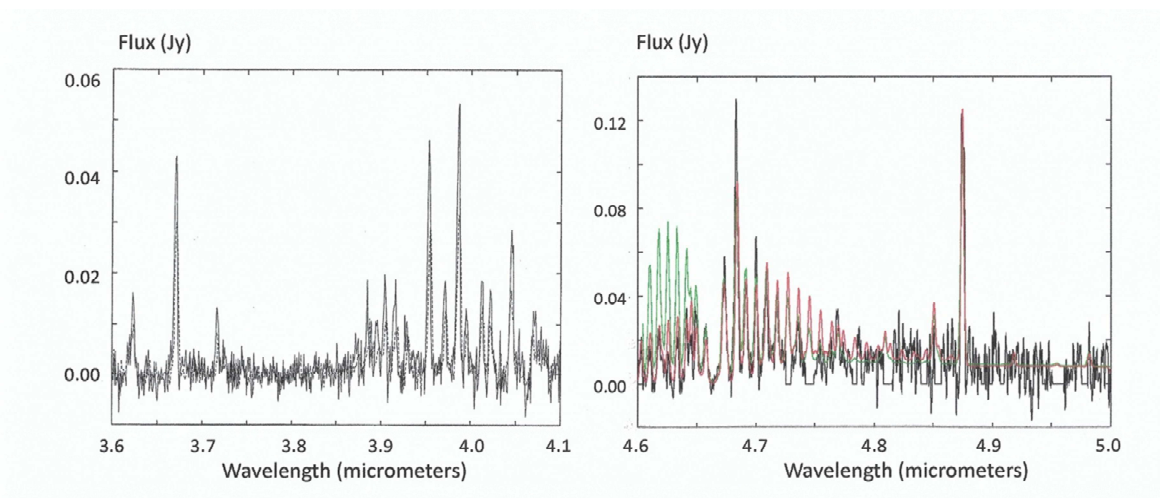 Flux (Jy)
0.06
0.04
0.02
0.00
3.6 3.7 3.8 3.9 4.0 4.1
Wavelength (micrometers)
Flux (Jy)
0.12
0.08
0.04
0.00
4.6 4.7 4.8 4.9 5.0
Wavelength (micrometers)